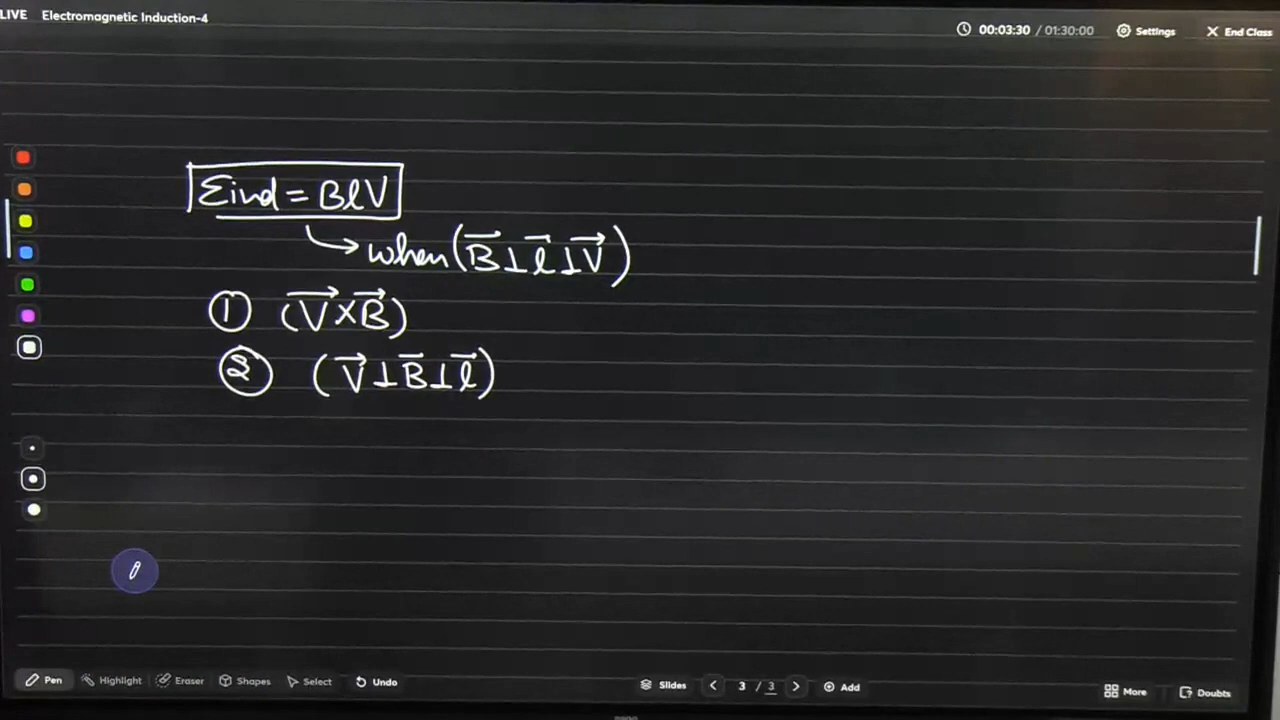 LIVE Electromagnetic Induction-4
00:03:30 / 01:30:00 Settings End Class
Ɛind = BlV
when (B⃗ ⊥ l⃗ ⊥ V⃗)
① (V⃗ × B⃗)
② (V⃗ ⊥ B⃗ ⊥ l⃗)
Pen Highlight Eraser Shapes Select Undo Slides 3 / 3 Add More Doubts